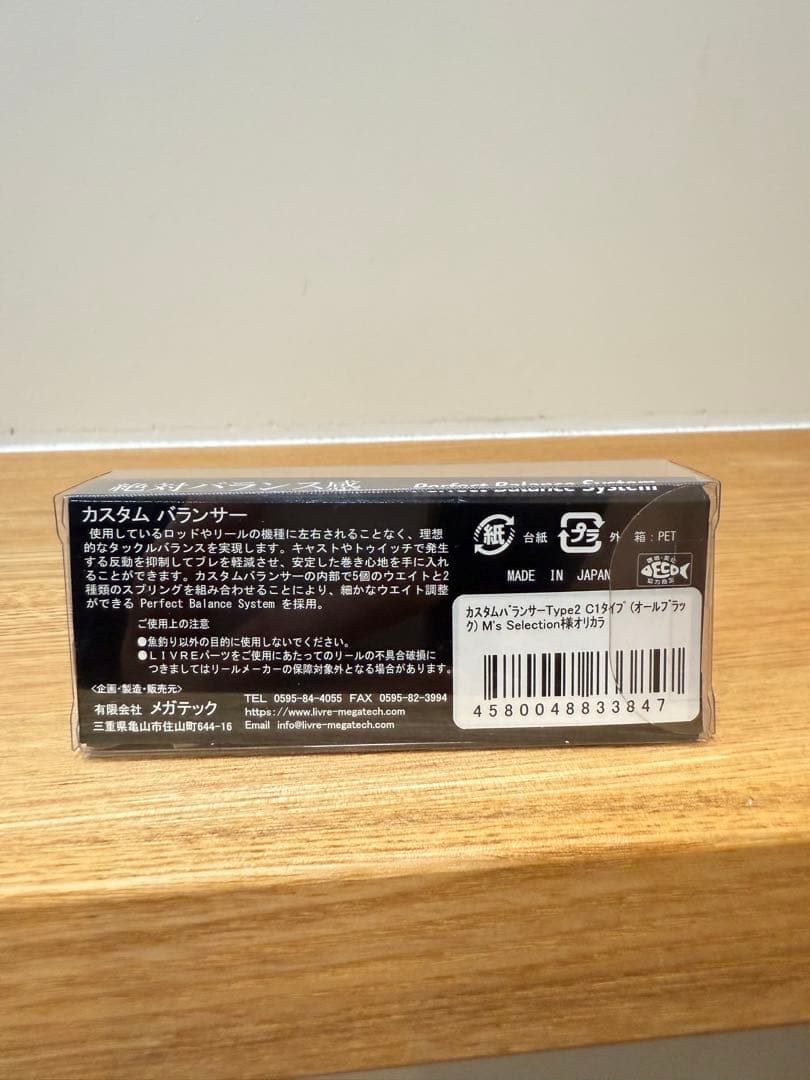 絶対バランス感 Perfect Balance System
カスタム バランサー
使用しているロッドやリールの機種に左右されることなく、理想
的なタックルバランスを実現します。キャストやトゥイッチで発生
する反動を抑制してブレを軽減させ、安定した巻き心地を手に入れ
ることができます。カスタムバランサーの内部で5個のウエイトと2
種類のスプリングを組み合わせることにより、細かなウエイト調整
ができる Perfect Balance System を採用。
ご使用上の注意
●魚釣り以外の目的に使用しないでください。
●LIVREパーツをご使用にあたってのリールの不具合破損に
つきましてはリールメーカーの保障対象外となる場合があります。
<企画・製造・販売元>
有限会社 メガテック
三重県亀山市住山町644-16
TEL 0595-84-4055 FAX 0595-82-3994
https://www.livre-megatech.com
Email info@livre-megatech.com
紙 台紙 プラ 外 箱:PET
MADE IN JAPAN
ECO
カスタムバランサーType2 C1タイプ(オールブラッ
ク) M's Selection様オリカラ
4580048833847